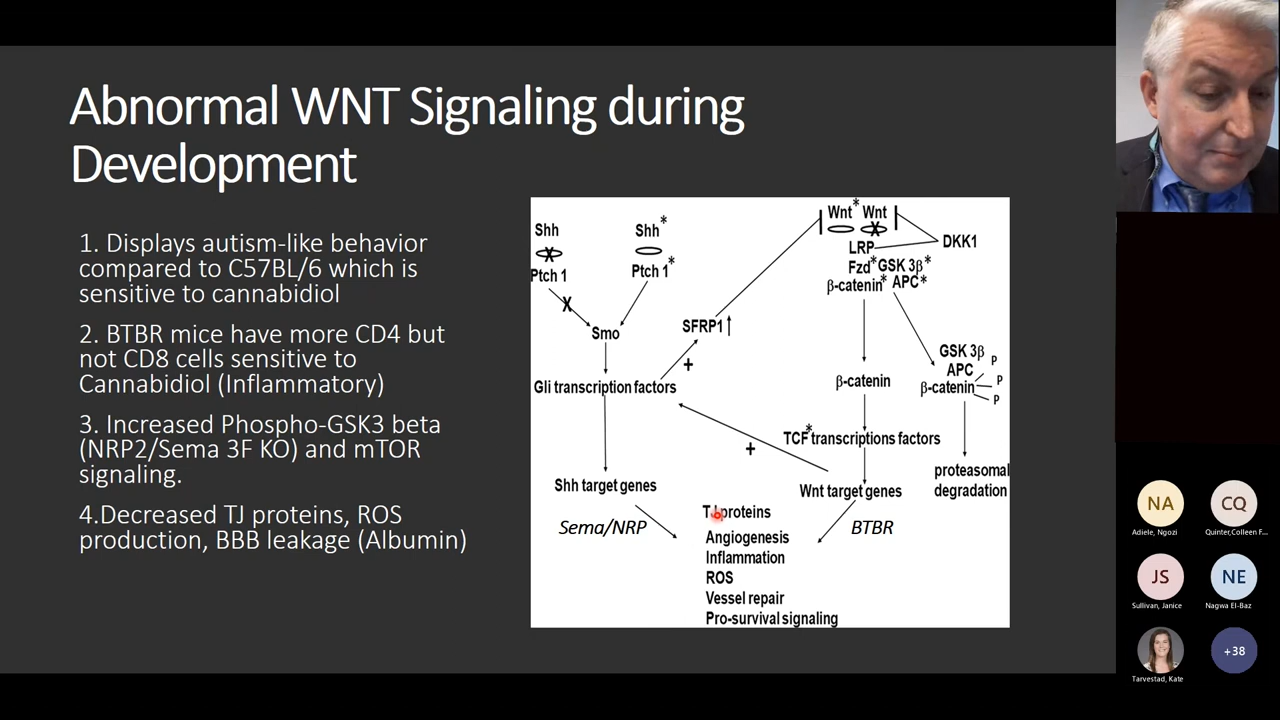 Abnormal WNT Signaling during
Development
1. Displays autism-like behavior
compared to C57BL/6 which is
sensitive to cannabidiol
2. BTBR mice have more CD4 but
not CD8 cells sensitive to
Cannabidiol (Inflammatory)
3. Increased Phospho-GSK3 beta
(NRP2/Sema 3F KO) and mTOR
signaling.
4.Decreased TJ proteins, ROS
production, BBB leakage (Albumin)
Shh
Shh*
X
Ptch 1
Ptch 1*
X
Smo
SFRP1
+
Gli transcription factors
Shh target genes
Sema/NRP
Wnt* Wnt
X
LRP
DKK1
Fzd* GSK 3β*
β-catenin* APC*
GSK 3β
APC
β-catenin
P
P
P
β-catenin
TCF* transcriptions factors
+
Wnt target genes
proteasomal
degradation
BTBR
TJ proteins
Angiogenesis
Inflammation
ROS
Vessel repair
Pro-survival signaling
NA
CQ
Adiele, Ngozi
Quinter,Colleen F...
JS
NE
Sullivan, Janice
Nagwa El-Baz
+38
Tarvestad, Kate